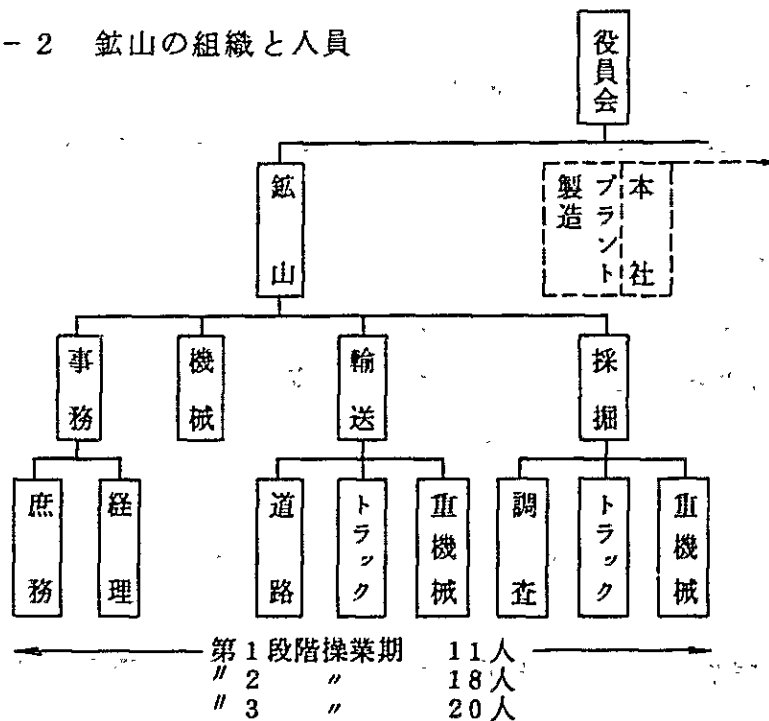 －2 鉱山の組織と人員
役員会
鉱山
製造プラント
本社
事務
機械
輸送
採掘
庶務
経理
道路
トラック
重機械
調査
トラック
重機械
第1段階操業期 11人
〃 2 〃 18人
〃 3 〃 20人